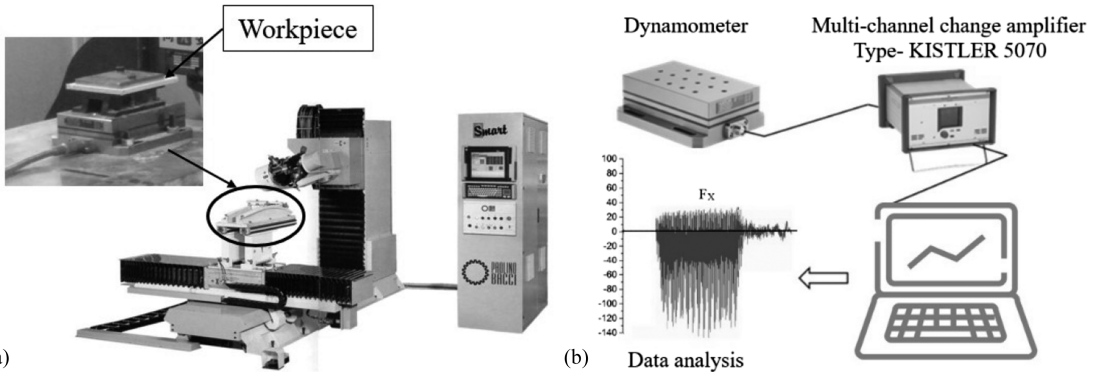 Workpiece
Smart
PAOLINO
BACCI
a)
Dynamometer
Multi-channel change amplifier
Type- KISTLER 5070
100
80
60
40
20
0
-20
-40
-60
-80
-100
-120
-140
Fx
(b)
Data analysis